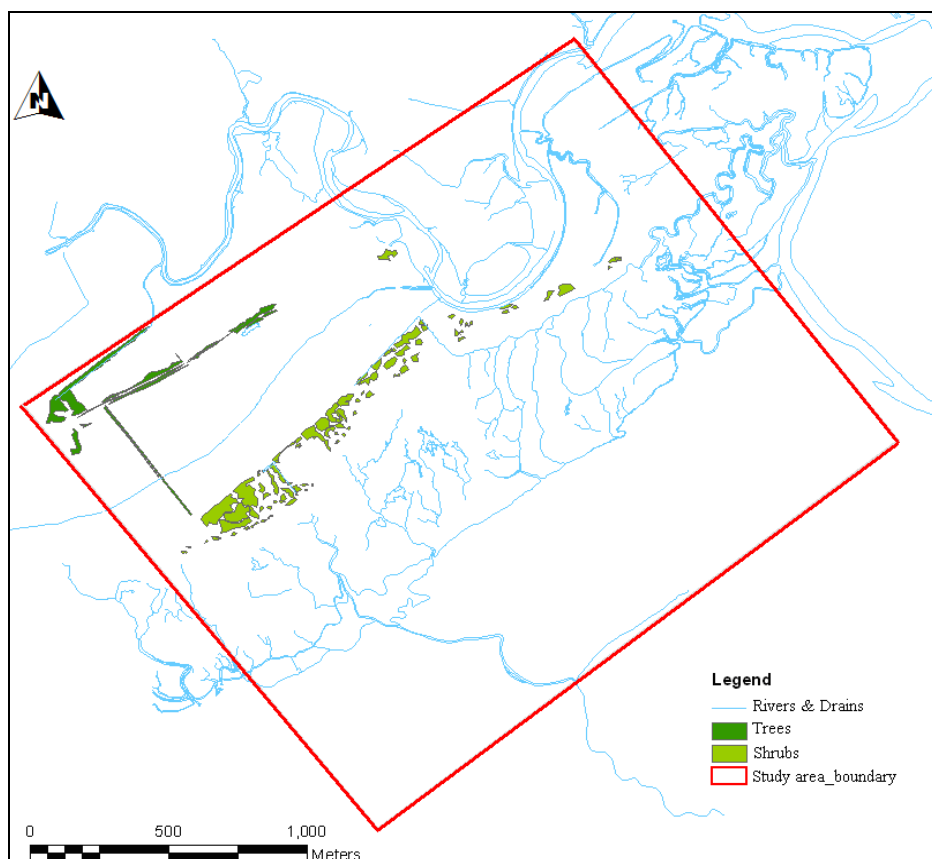 N
Legend
Rivers & Drains
Trees
Shrubs
Study area_boundary
0 500 1,000
Meters